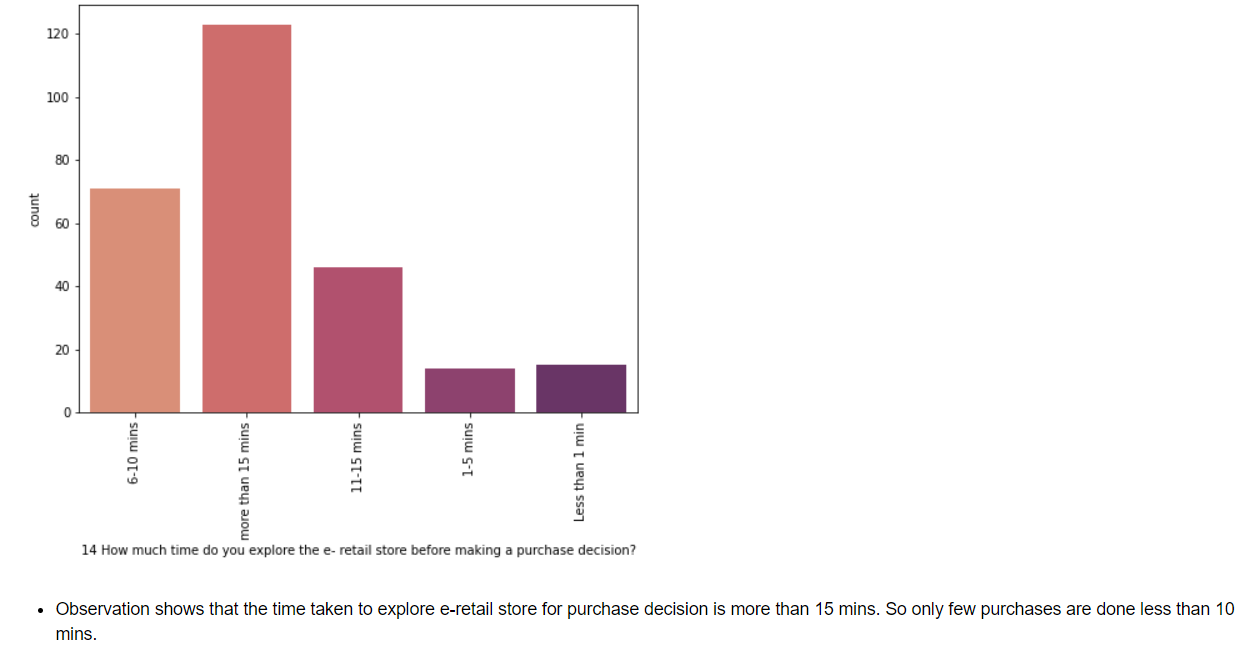 120
100
80
60
40
20
0
count
6-10 mins
more than 15 mins
11-15 mins
1-5 mins
Less than 1 min
14 How much time do you explore the e- retail store before making a purchase decision?
• Observation shows that the time taken to explore e-retail store for purchase decision is more than 15 mins. So only few purchases are done less than 10
mins.